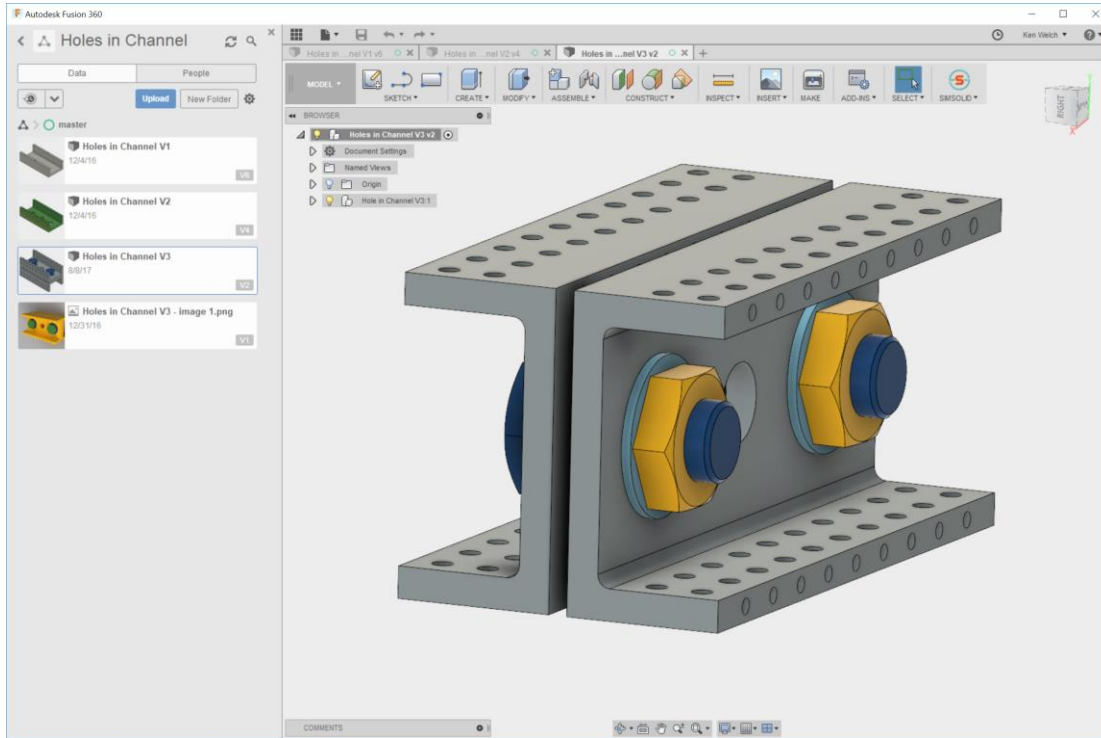 Autodesk Fusion 360
Holes in Channel
Data People
Upload New Folder
master
Holes in Channel V1
12/4/16
V6
Holes in Channel V2
12/4/16
V4
Holes in Channel V3
8/8/17
V2
Holes in Channel V3 - image 1.png
12/31/16
V1
Ken Welch
Holes in ...nel V1 v6 Holes in ...nel V2 v4 Holes in ...nel V3 v2
MODEL SKETCH CREATE MODIFY ASSEMBLE CONSTRUCT INSPECT INSERT MAKE ADD-INS SELECT SIMSOLID
BROWSER
Holes in Channel V3 v2
Document Settings
Named Views
Origin
Hole in Channel V3:1
RIGHT
COMMENTS